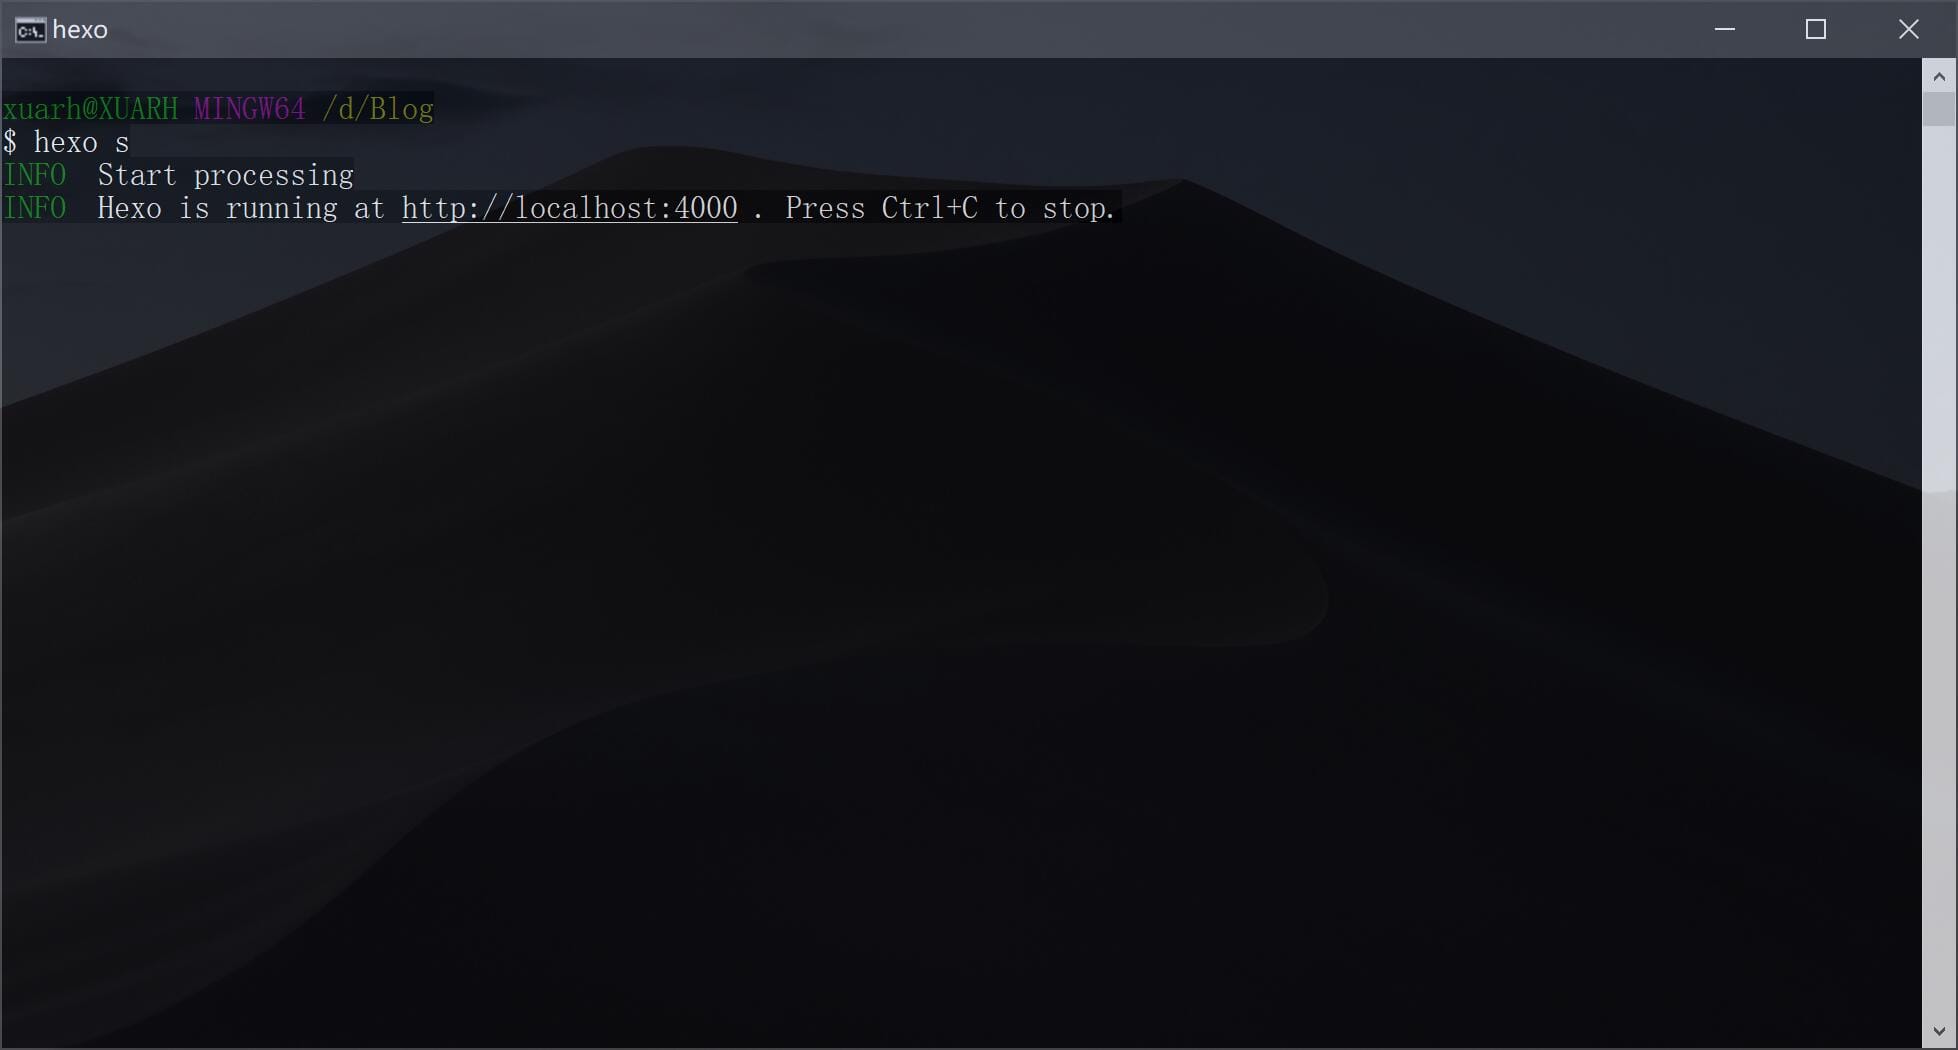 hexo
xuarh@XUARH MINGW64 /d/Blog
$ hexo s
INFO  Start processing
INFO  Hexo is running at http://localhost:4000 . Press Ctrl+C to stop.